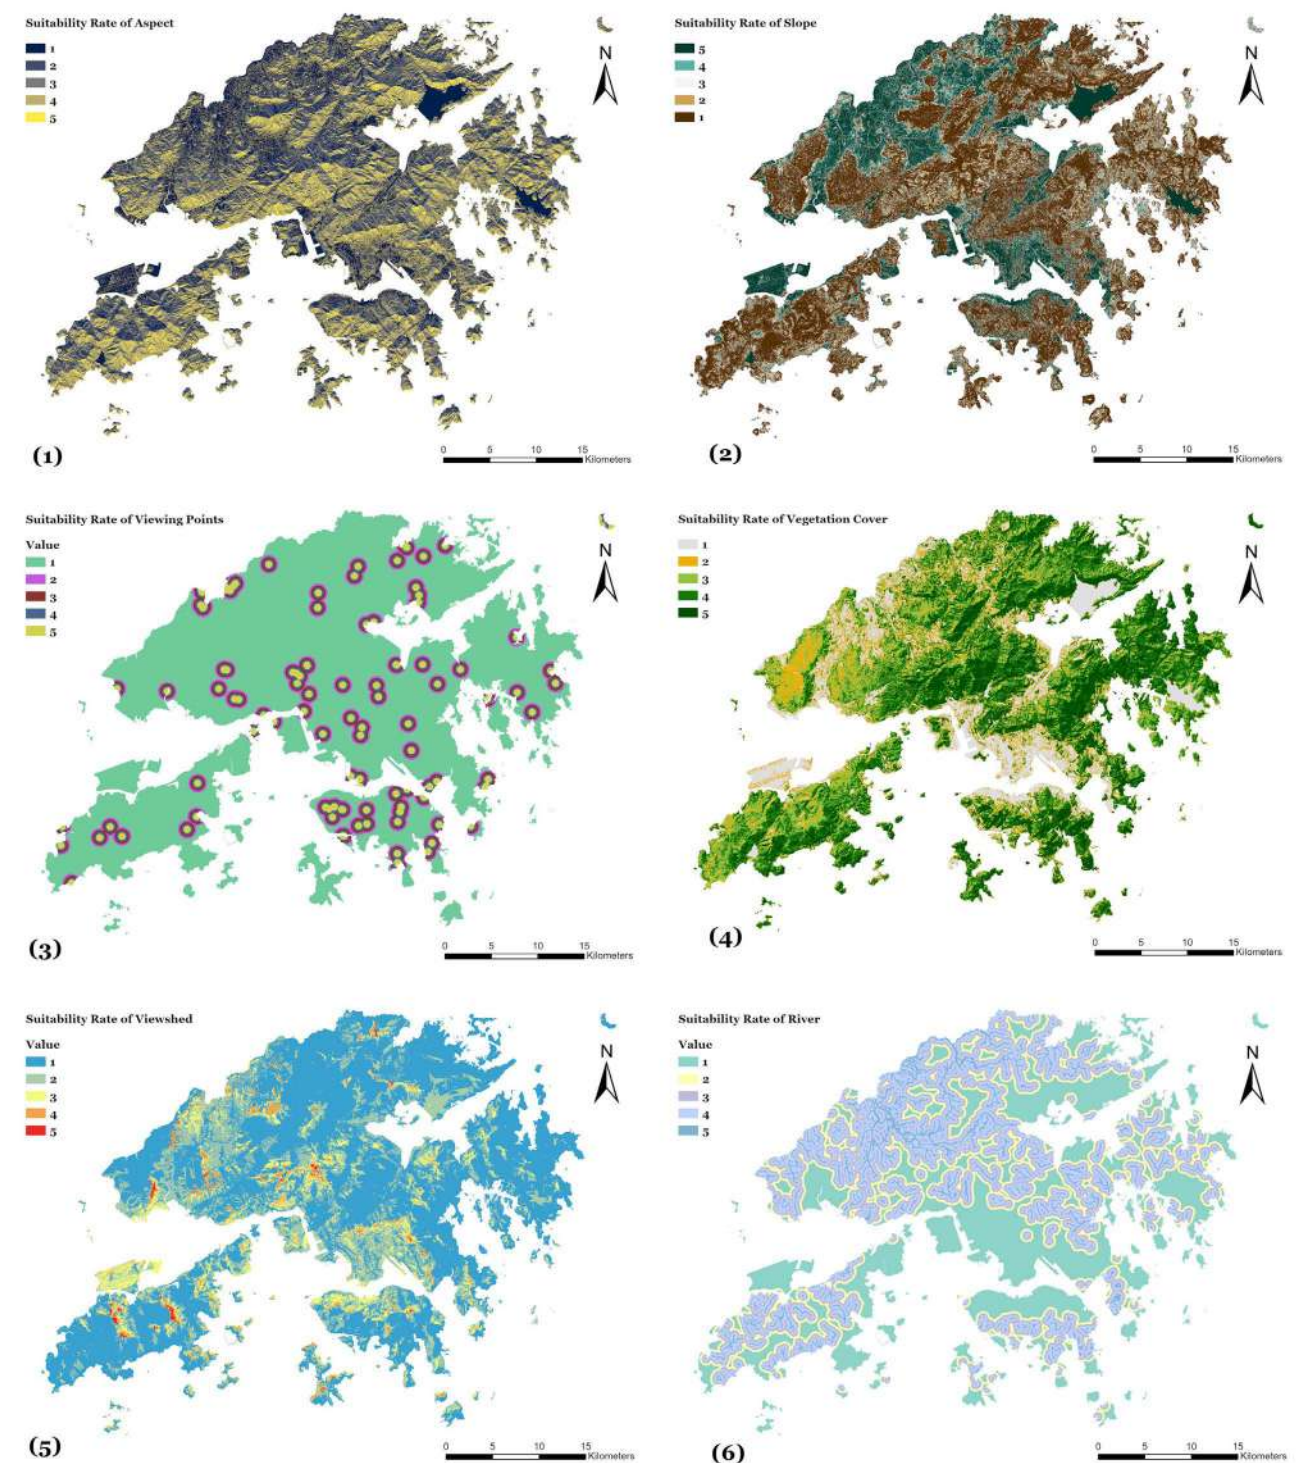 Suitability Rate of Aspect
1
2
3
4
5
N
0 5 10 15
Kilometers
(1)
Suitability Rate of Slope
5
4
3
2
1
N
0 5 10 15
Kilometers
(2)
Suitability Rate of Viewing Points
Value
1
2
3
4
5
N
0 5 10 15
Kilometers
(3)
Suitability Rate of Vegetation Cover
1
2
3
4
5
N
0 5 10 15
Kilometers
(4)
Suitability Rate of Viewshed
Value
1
2
3
4
5
N
0 5 10 15
Kilometers
(5)
Suitability Rate of River
Value
1
2
3
4
5
N
0 5 10 15
Kilometers
(6)